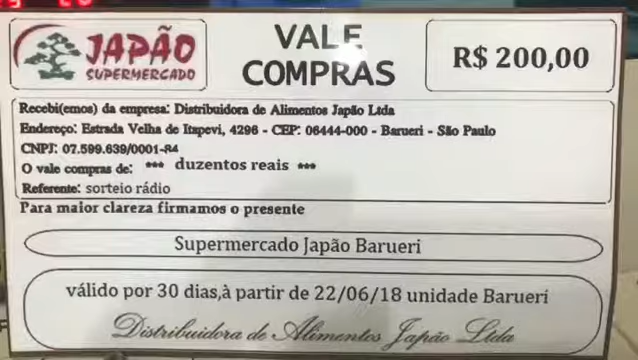 JAPÃO
SUPERMERCADO
VALE
COMPRAS
R$ 200,00
Recebi(emos) da empresa: Distribuidora de Alimentos Japão Ltda
Endereço: Estrada Velha de Itapevi, 4296 - CEP: 06444-000 - Barueri - São Paulo
CNPJ: 07.599.639/0001-84
O vale compras de: *** duzentos reais ***
Referente: sorteio rádio
Para maior clareza firmamos o presente
Supermercado Japão Barueri
válido por 30 dias,à partir de 22/06/18 unidade Barueri
Distribuidora de Alimentos Japão Ltda